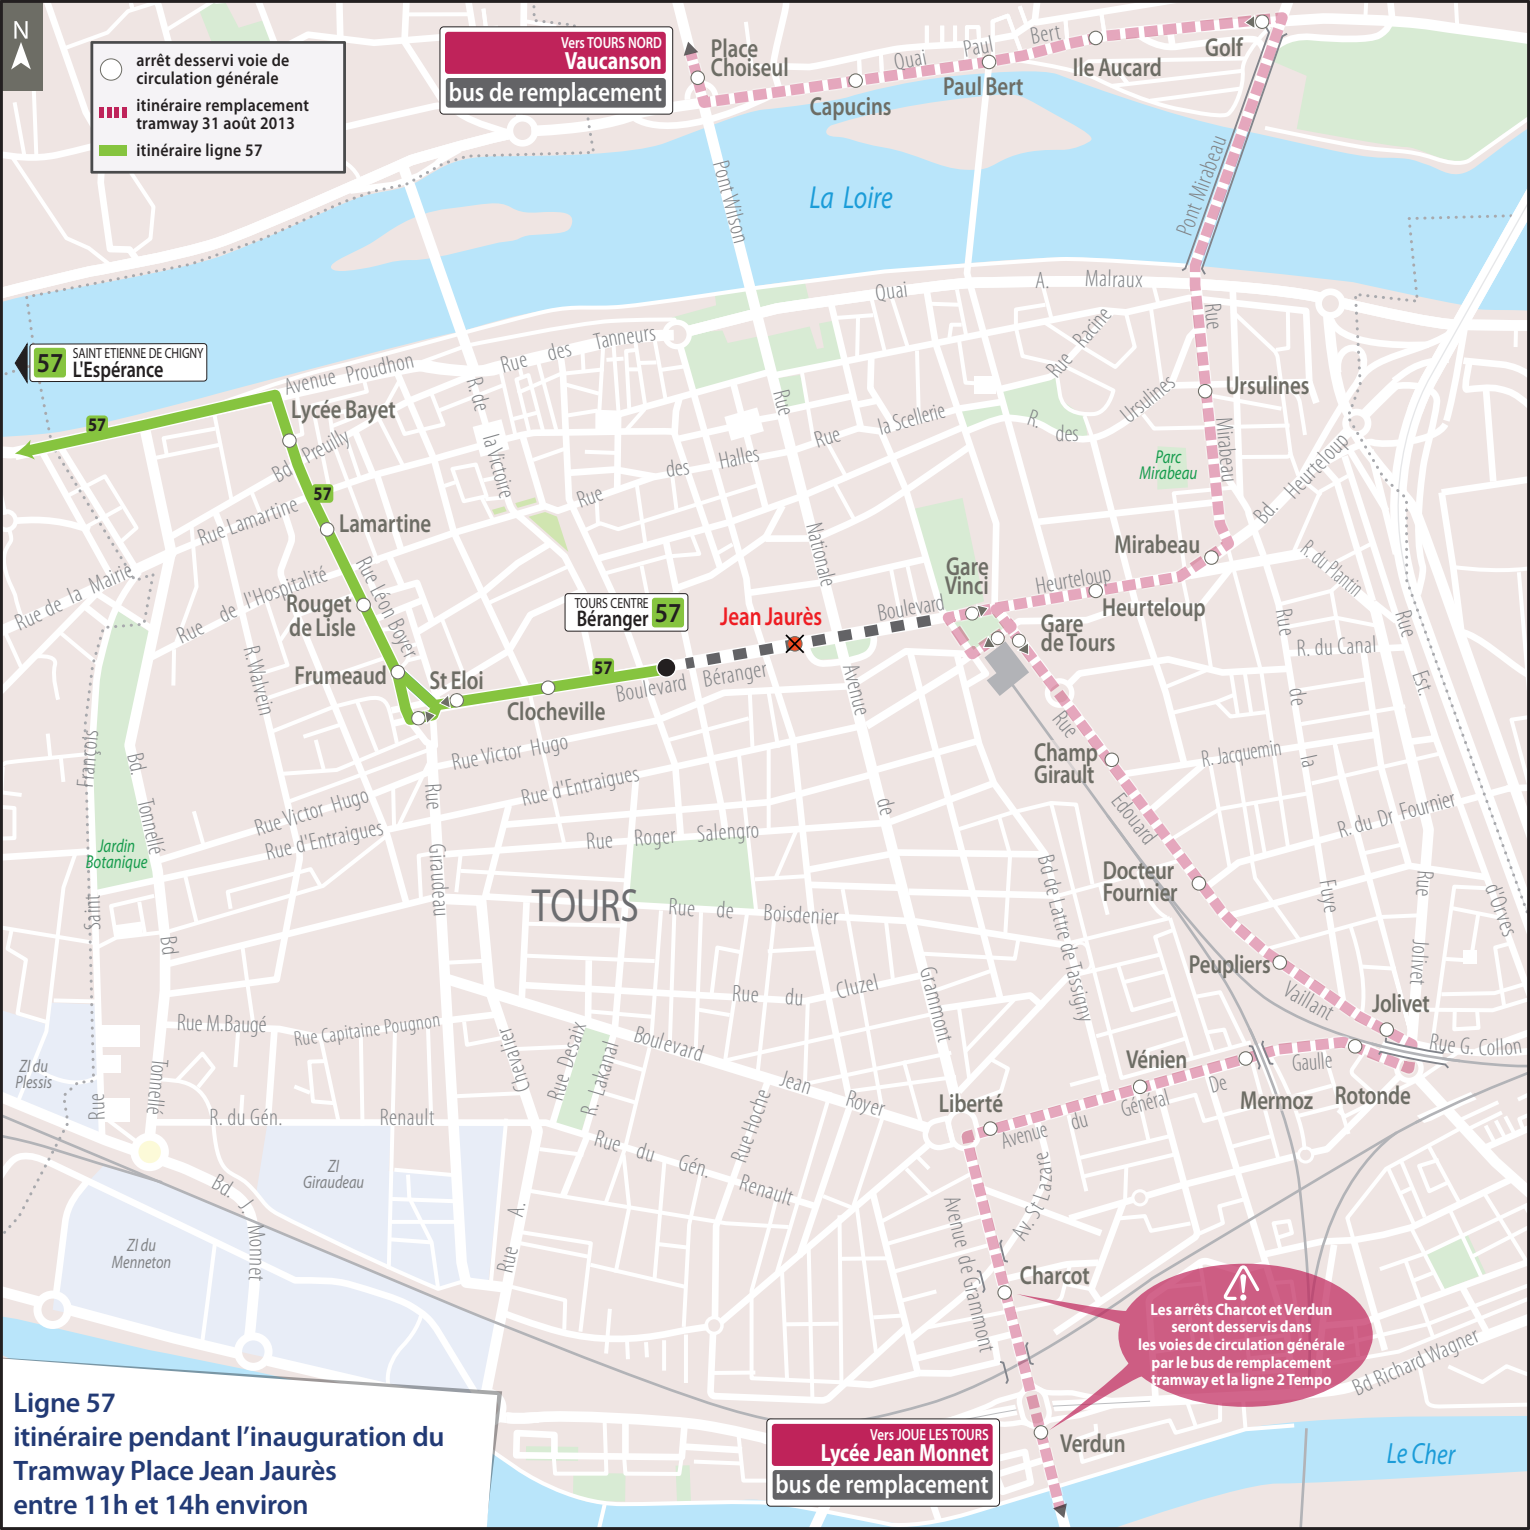 N
arrêt desservi voie de
circulation générale
itinéraire remplacement
tramway 31 août 2013
itinéraire ligne 57
Vers TOURS NORD
Vaucanson
bus de remplacement
Place
Choiseul
Capucins
Quai Paul Bert
Paul Bert
Ile Aucard
Golf
Pont Wilson
La Loire
Pont Mirabeau
Quai A. Malraux
57 SAINT ETIENNE DE CHIGNY
L'Espérance
Avenue Proudhon
Rue des Tanneurs
57
Lycée Bayet
Bd Preuilly
R. de la Victoire
Rue des Halles
Rue la Scellerie
Rue Nationale
Rue Racine
R. des Ursulines
Rue Mirabeau
Ursulines
Parc
Mirabeau
Bd. Heurteloup
57
Rue Lamartine
Lamartine
Rue de la Mairie
Rue de l'Hospitalité
Rue Léon Boyer
Rouget
de Lisle
Mirabeau
R. du Plantin
Gare
Vinci
Boulevard Heurteloup
Heurteloup
TOURS CENTRE
Béranger 57
Jean Jaurès
Gare
de Tours
R. du Canal
Rue de la Fuye
Rue Est. d'Orves
R. Walvein
Frumeaud
St Eloi
57
Clocheville
Boulevard Béranger
Avenue de Grammont
Rue Edouard Vaillant
Champ
Girault
R. Jacquemin
Rue Victor Hugo
Rue d'Entraigues
Rue Victor Hugo
Rue d'Entraigues
Bd. Tonnellé
Rue Saint François
Jardin
Botanique
Rue Giraudeau
Rue Roger Salengro
R. du Dr Fournier
Docteur
Fournier
TOURS
Rue de Boisdenier
Bd de Lattre de Tassigny
Rue Jolivet
Bd Tonnellé
Peupliers
Rue du Cluzel
Jolivet
Rue G. Collon
Rue M.Baugé
Rue Capitaine Pougnon
Rue A. Chevalier
Rue Desaix
R. Lakanal
Boulevard Jean Royer
ZI du
Plessis
Vénien
Mermoz
Rotonde
Avenue du Général De Gaulle
Liberté
R. du Gén. Renault
Rue Hoche
Rue du Gén. Renault
ZI
Giraudeau
Bd. J. Monnet
Av. St Lazare
Avenue de Grammont
ZI du
Menneton
Charcot
Les arrêts Charcot et Verdun
seront desservis dans
les voies de circulation générale
par le bus de remplacement
tramway et la ligne 2 Tempo
Bd Richard Wagner
Vers JOUE LES TOURS
Lycée Jean Monnet
bus de remplacement
Verdun
Le Cher
Ligne 57
itinéraire pendant l'inauguration du
Tramway Place Jean Jaurès
entre 11h et 14h environ